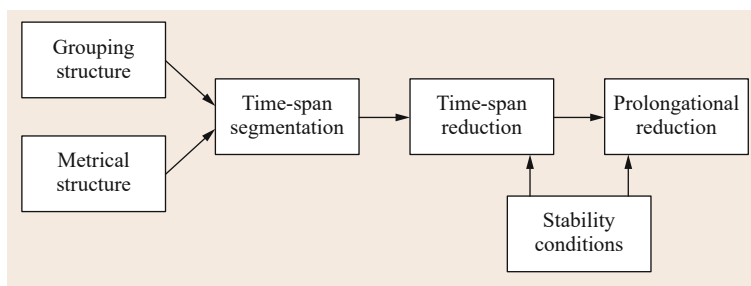 Grouping
structure
Metrical
structure
Time-span
segmentation
Time-span
reduction
Prolongational
reduction
Stability
conditions